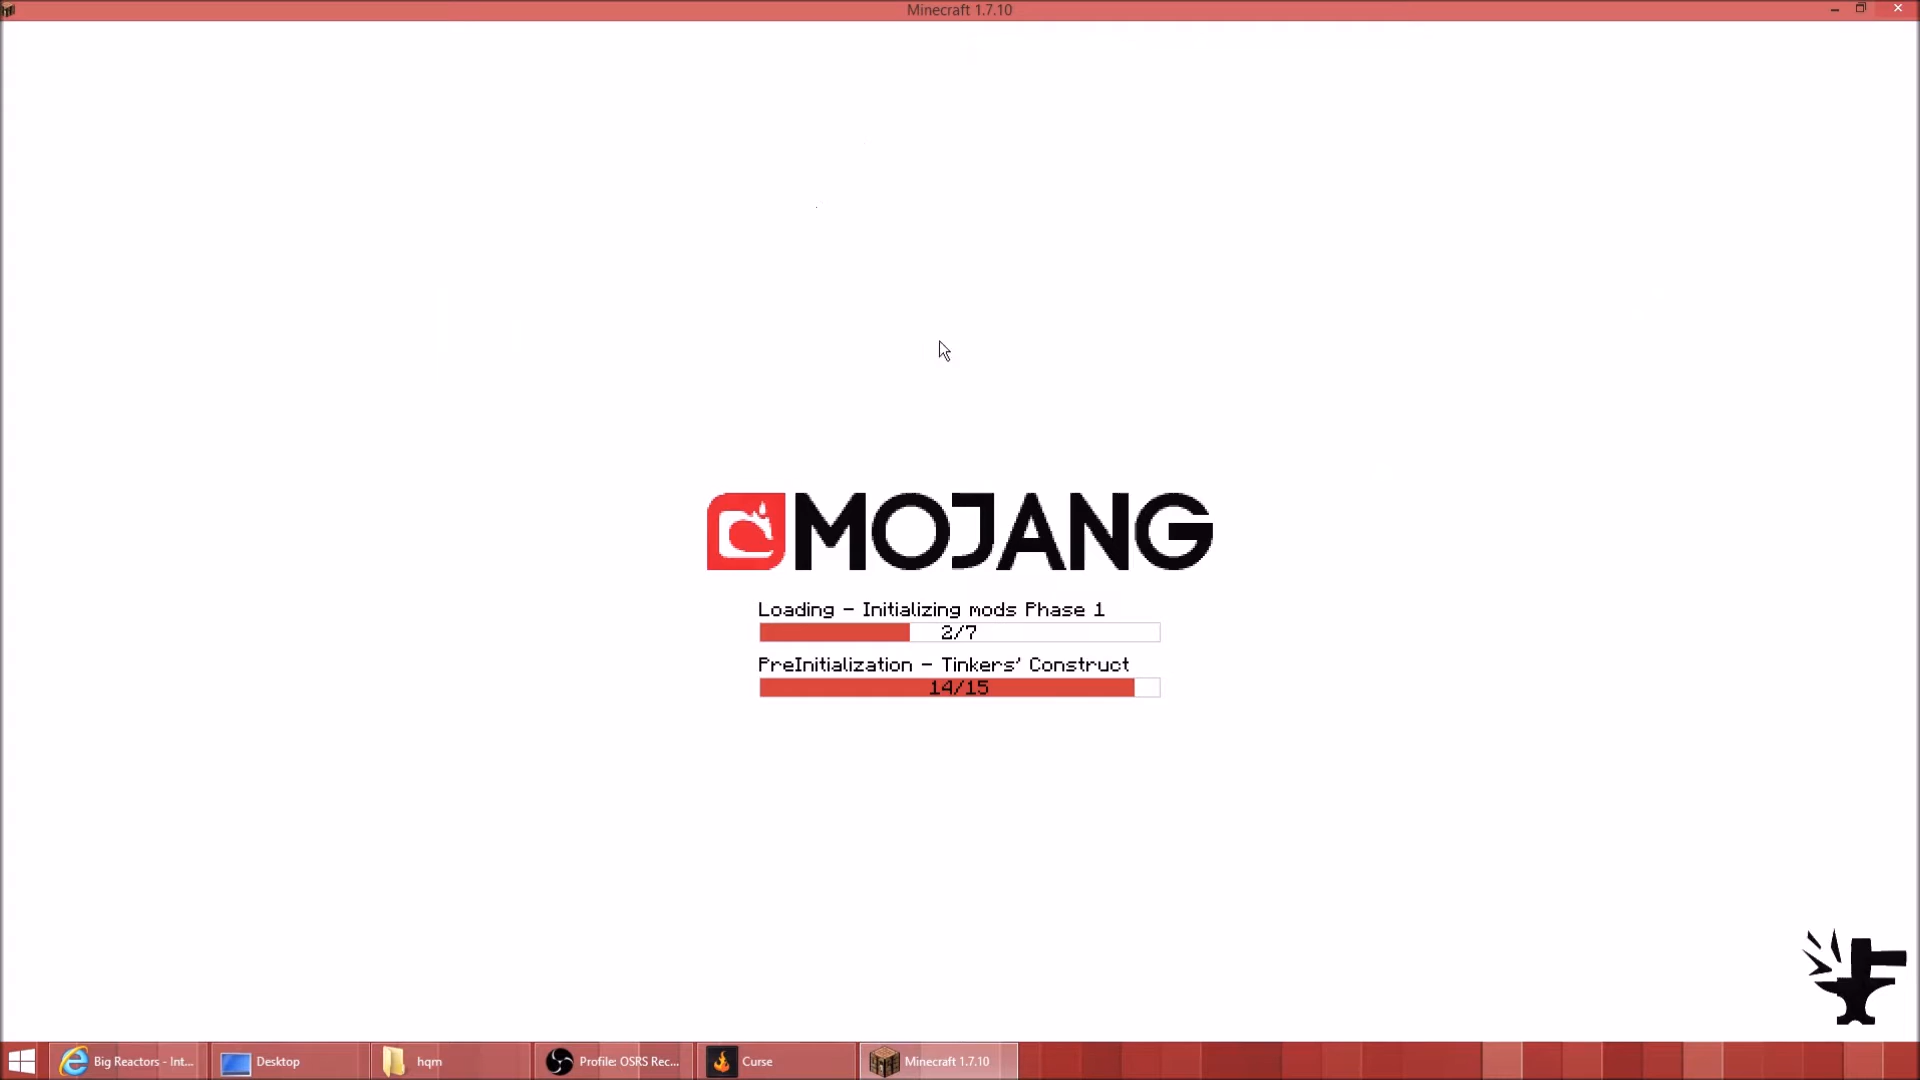 Minecraft 1.7.10
MOJANG
Loading - Initializing mods Phase 1
2/7
PreInitialization - Tinkers' Construct
14/15
Big Reactors - Int...
Desktop
hqm
Profile: OSRS Rec...
Curse
Minecraft 1.7.10